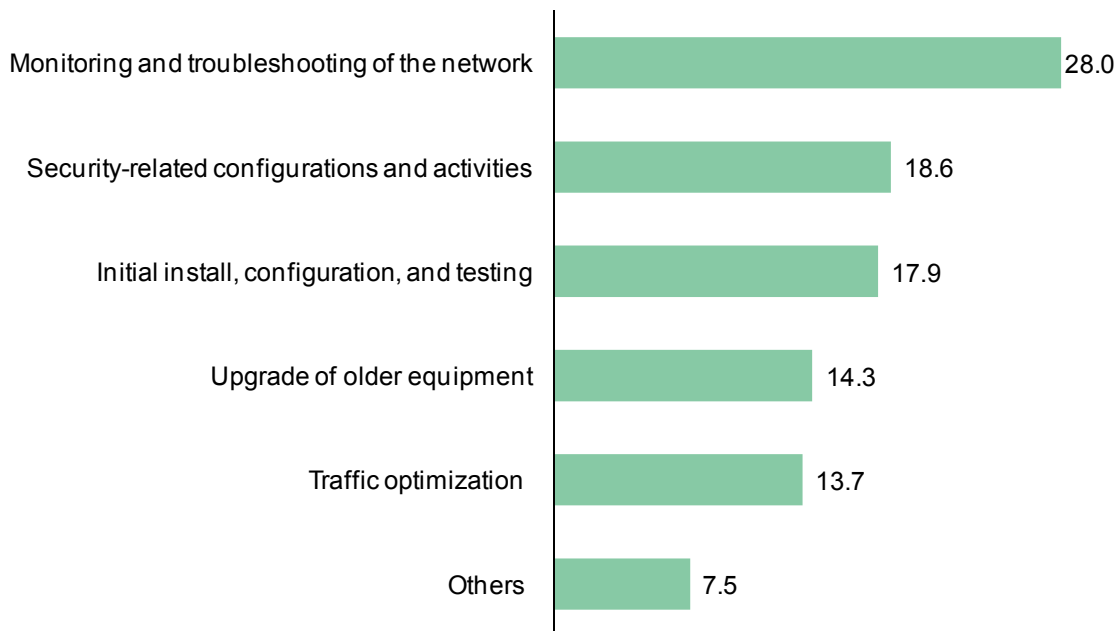 Monitoring and troubleshooting of the network 28.0
Security-related configurations and activities 18.6
Initial install, configuration, and testing 17.9
Upgrade of older equipment 14.3
Traffic optimization 13.7
Others 7.5